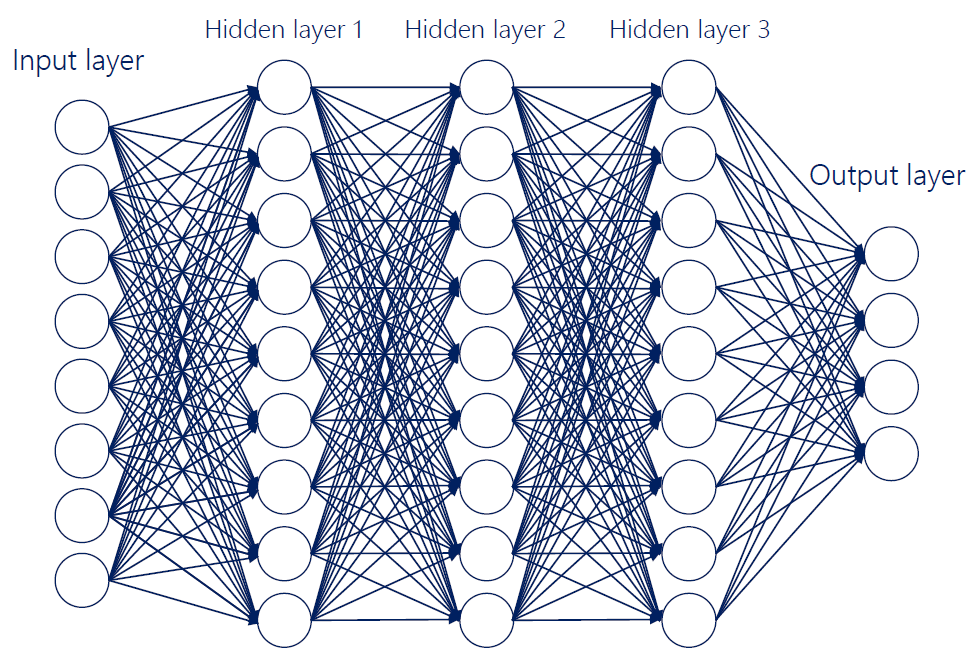 Input layer
Hidden layer 1
Hidden layer 2
Hidden layer 3
Output layer